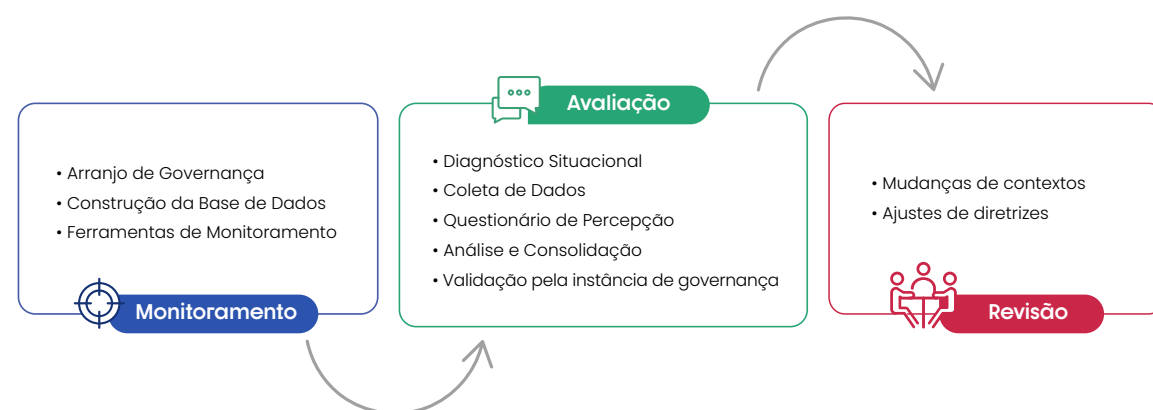 • Arranjo de Governança
• Construção da Base de Dados
• Ferramentas de Monitoramento
Monitoramento
Avaliação
• Diagnóstico Situacional
• Coleta de Dados
• Questionário de Percepção
• Análise e Consolidação
• Validação pela instância de governança
• Mudanças de contextos
• Ajustes de diretrizes
Revisão